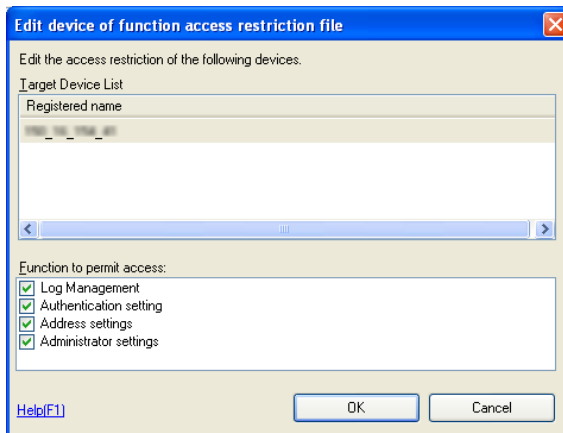 Edit device of function access restriction file
Edit the access restriction of the following devices.
Target Device List
Registered name
Function to permit access:
Log Management
Authentication setting
Address settings
Administrator settings
Help(F1)
OK
Cancel